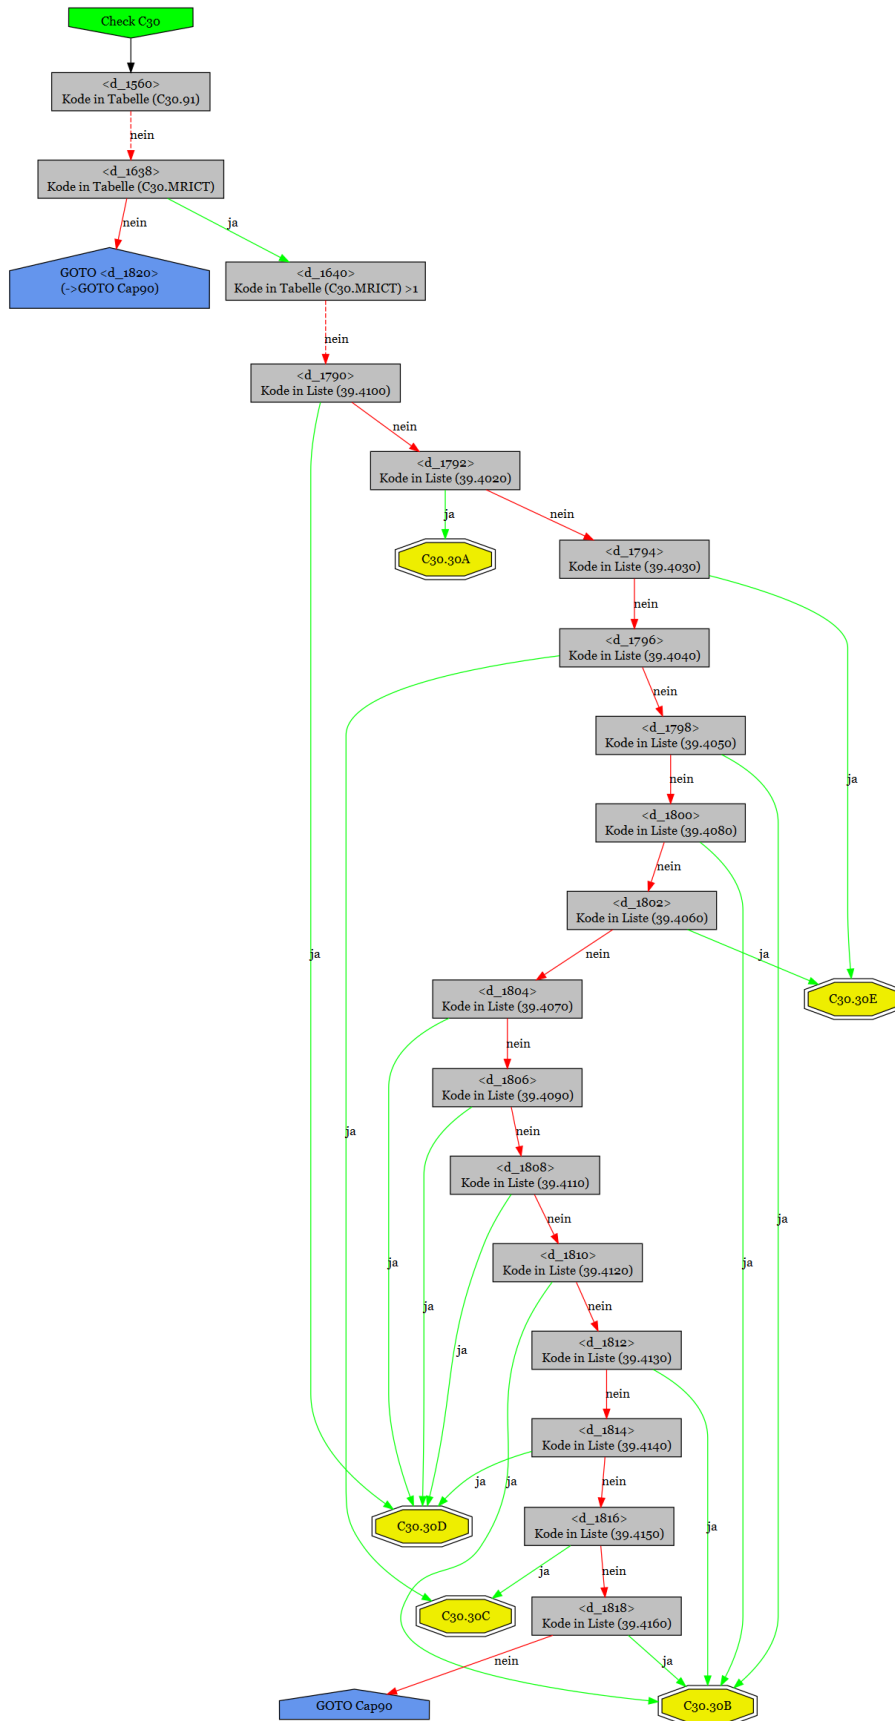 Check C30
<d_1560>
Kode in Tabelle (C30.91)
nein
<d_1638>
Kode in Tabelle (C30.MRICT)
nein
ja
GOTO <d_1820>
(->GOTO Cap90)
<d_1640>
Kode in Tabelle (C30.MRICT) >1
nein
<d_1790>
Kode in Liste (39.4100)
nein
<d_1792>
Kode in Liste (39.4020)
ja
nein
C30.30A
<d_1794>
Kode in Liste (39.4030)
nein
<d_1796>
Kode in Liste (39.4040)
nein
<d_1798>
Kode in Liste (39.4050)
nein
ja
<d_1800>
Kode in Liste (39.4080)
nein
<d_1802>
Kode in Liste (39.4060)
ja
nein
ja
C30.30E
<d_1804>
Kode in Liste (39.4070)
nein
<d_1806>
Kode in Liste (39.4090)
ja
nein
<d_1808>
Kode in Liste (39.4110)
nein
ja
<d_1810>
Kode in Liste (39.4120)
ja
ja
ja
nein
<d_1812>
Kode in Liste (39.4130)
ja
nein
<d_1814>
Kode in Liste (39.4140)
ja
ja
nein
C30.30D
<d_1816>
Kode in Liste (39.4150)
ja
ja
nein
C30.30C
<d_1818>
Kode in Liste (39.4160)
nein
ja
GOTO Cap90
C30.30B